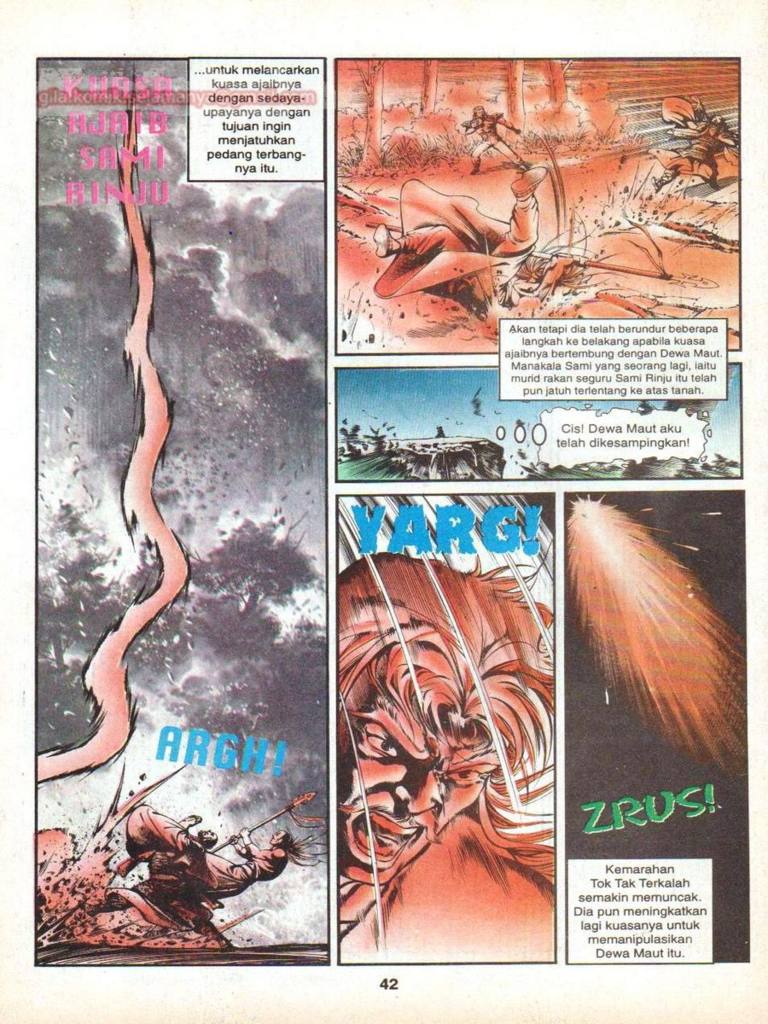 KUASA
AJAIB
SAMI
RINJU
...untuk melancarkan
kuasa ajaibnya
dengan sedaya-
upayanya dengan
tujuan ingin
menjatuhkan
pedang terbang-
nya itu.
ARGH!
Akan tetapi dia telah berundur beberapa
langkah ke belakang apabila kuasa
ajaibnya bertembung dengan Dewa Maut.
Manakala Sami yang seorang lagi, iaitu
murid rakan seguru Sami Rinju itu telah
pun jatuh terlentang ke atas tanah.
Cis! Dewa Maut aku
telah dikesampingkan!
YARG!
ZRUS!
Kemarahan
Tok Tak Terkalah
semakin memuncak.
Dia pun meningkatkan
lagi kuasanya untuk
memanipulasikan
Dewa Maut itu.
42